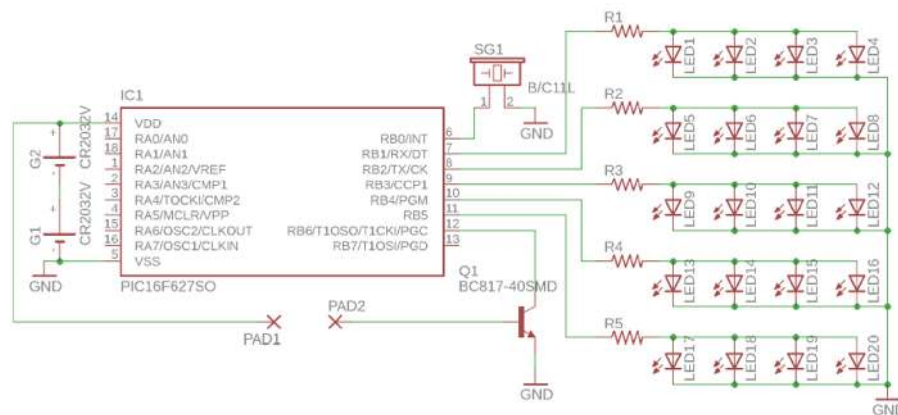 R1
LED1 LED2 LED3 LED4
SG1
B/C11L
1 2
GND
IC1
14 VDD
17 RA0/AN0
18 RA1/AN1
1 RA2/AN2/VREF
2 RA3/AN3/CMP1
3 RA4/TOCKI/CMP2
4 RA5/MCLR/VPP
15 RA6/OSC2/CLKOUT
16 RA7/OSC1/CLKIN
5 VSS
RB0/INT 6
RB1/RX/DT 7
RB2/TX/CK 8
RB3/CCP1 9
RB4/PGM 10
RB5 11
RB6/T1OSO/T1CKI/PGC 12
RB7/T1OSI/PGD 13
PIC16F627SO
G2 CR2032V
G1 CR2032V
GND
R2
LED5 LED6 LED7 LED8
R3
LED9 LED10 LED11 LED12
R4
LED13 LED14 LED15 LED16
Q1
BC817-40SMD
PAD1
PAD2
GND
R5
LED17 LED18 LED19 LED20
GND